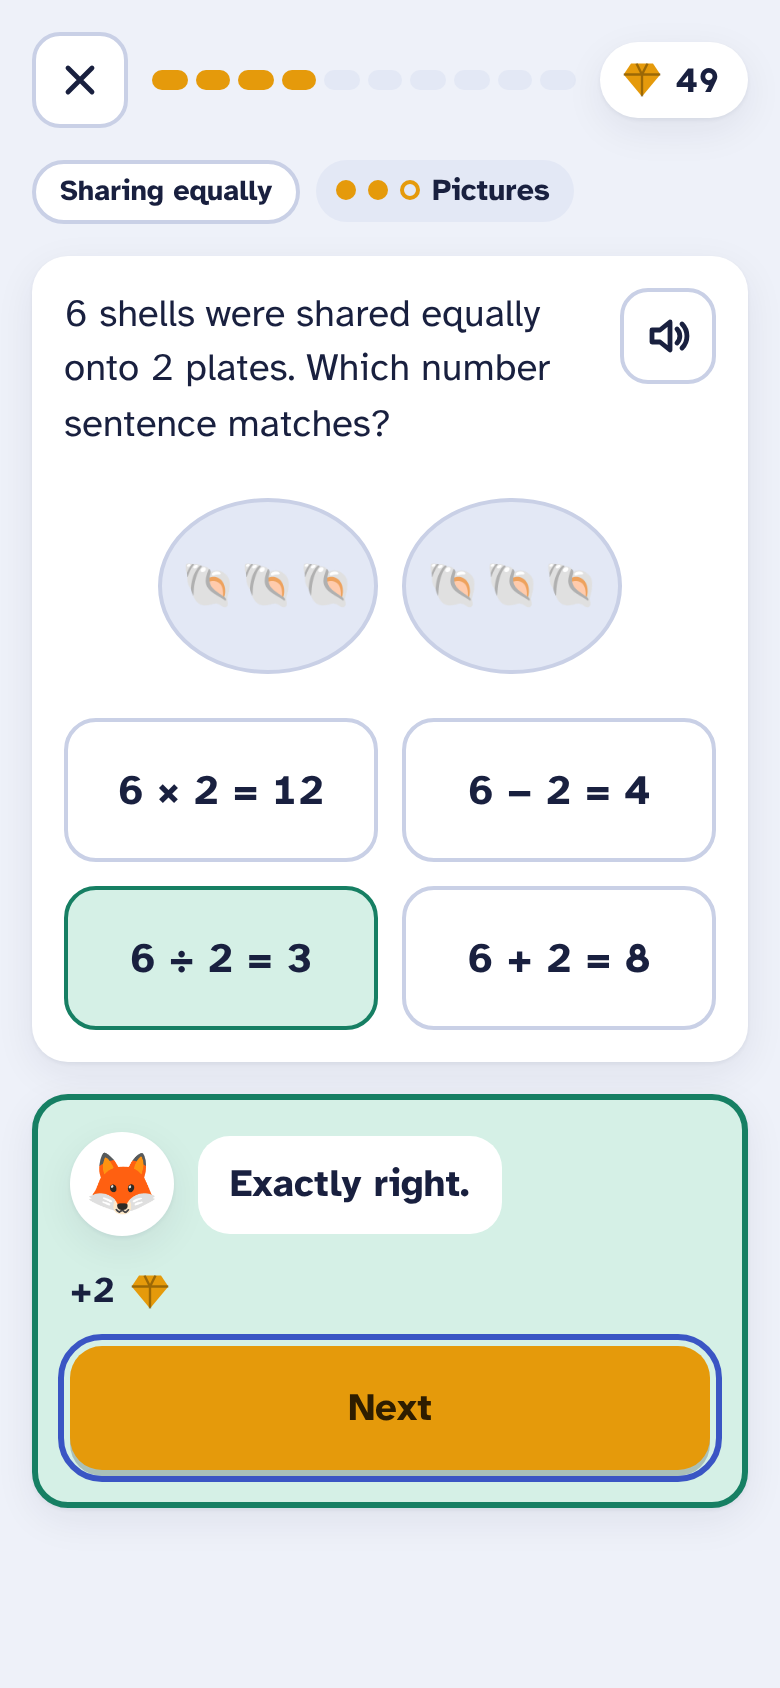 49
Sharing equally
Pictures
6 shells were shared equally
onto 2 plates. Which number
sentence matches?
6 × 2 = 12
6 − 2 = 4
6 ÷ 2 = 3
6 + 2 = 8
Exactly right.
+2
Next